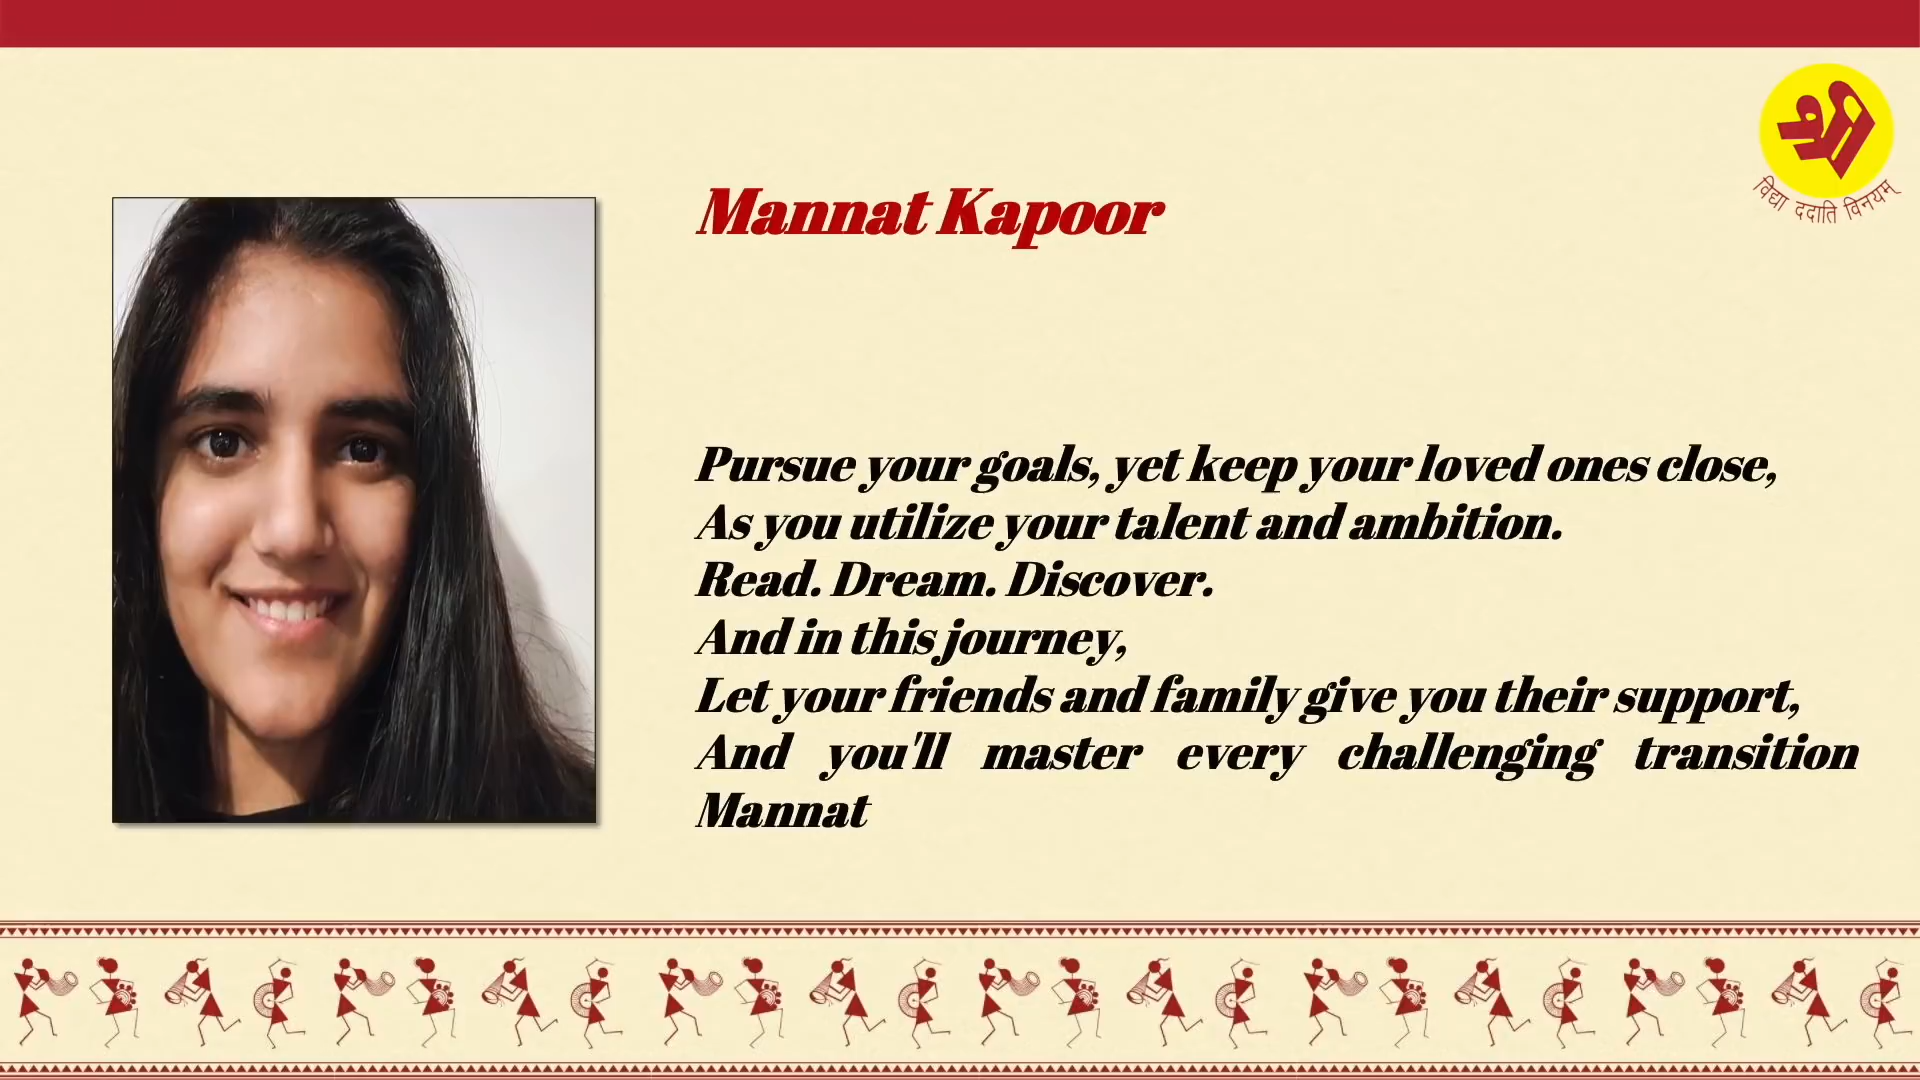 श्री
विद्या ददाति विनयम्
Mannat Kapoor
Pursue your goals, yet keep your loved ones close,
As you utilize your talent and ambition.
Read. Dream. Discover.
And in this journey,
Let your friends and family give you their support,
And you'll master every challenging transition
Mannat